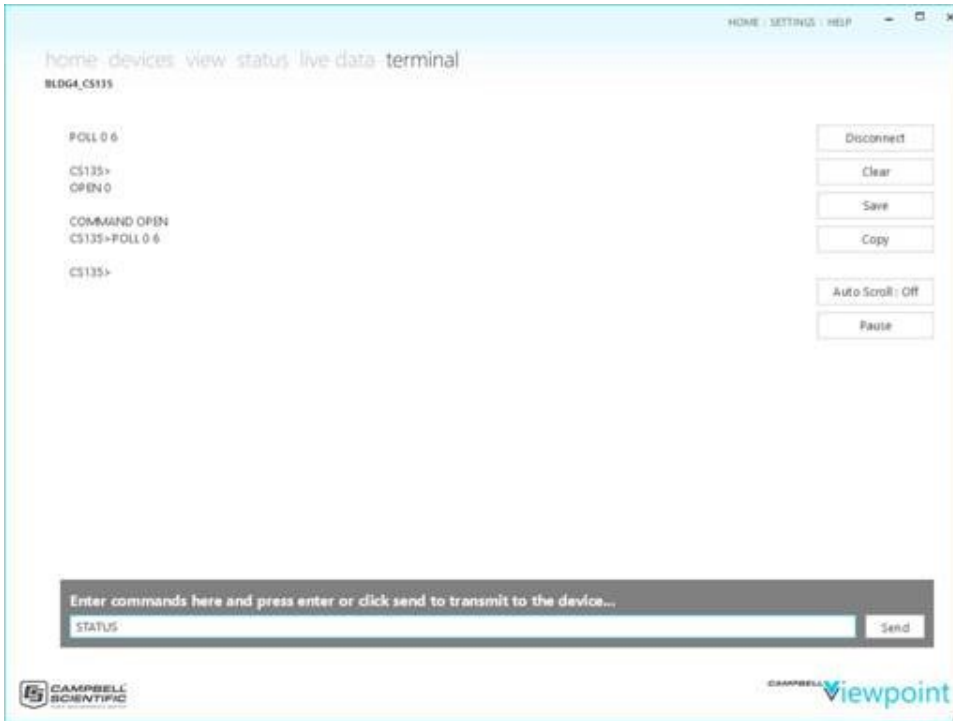 HOME | SETTINGS | HELP
home devices view status live data terminal
BLDG4_CS135
POLL 0 6
CS135>
OPEN 0
COMMAND OPEN
CS135>POLL 0 6
CS135>
Disconnect
Clear
Save
Copy
Auto Scroll : Off
Pause
Enter commands here and press enter or click send to transmit to the device...
STATUS
Send
CAMPBELL
SCIENTIFIC
CAMPBELL Viewpoint